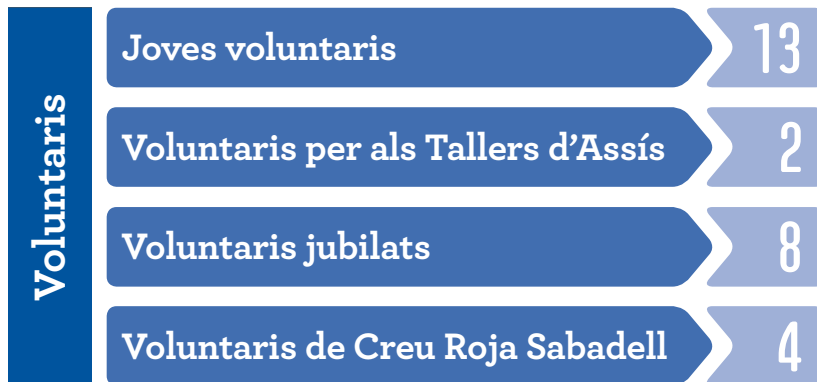 Voluntaris
Joves voluntaris 13
Voluntaris per als Tallers d’Assís 2
Voluntaris jubilats 8
Voluntaris de Creu Roja Sabadell 4